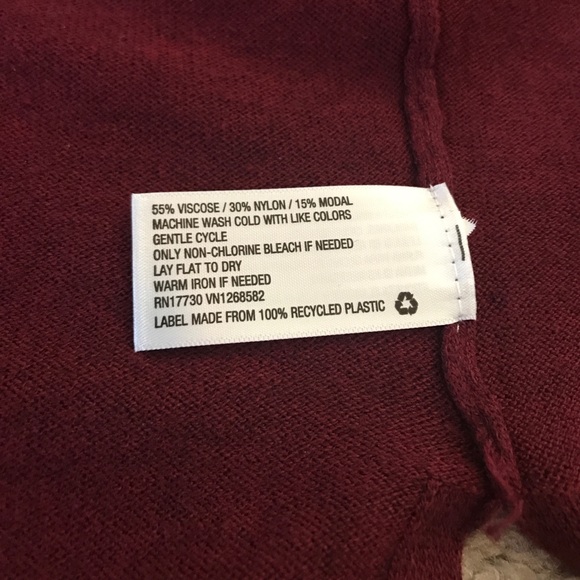 55% VISCOSE / 30% NYLON / 15% MODAL
MACHINE WASH COLD WITH LIKE COLORS
GENTLE CYCLE
ONLY NON-CHLORINE BLEACH IF NEEDED
LAY FLAT TO DRY
WARM IRON IF NEEDED
RN17730 VN1268582
LABEL MADE FROM 100% RECYCLED PLASTIC